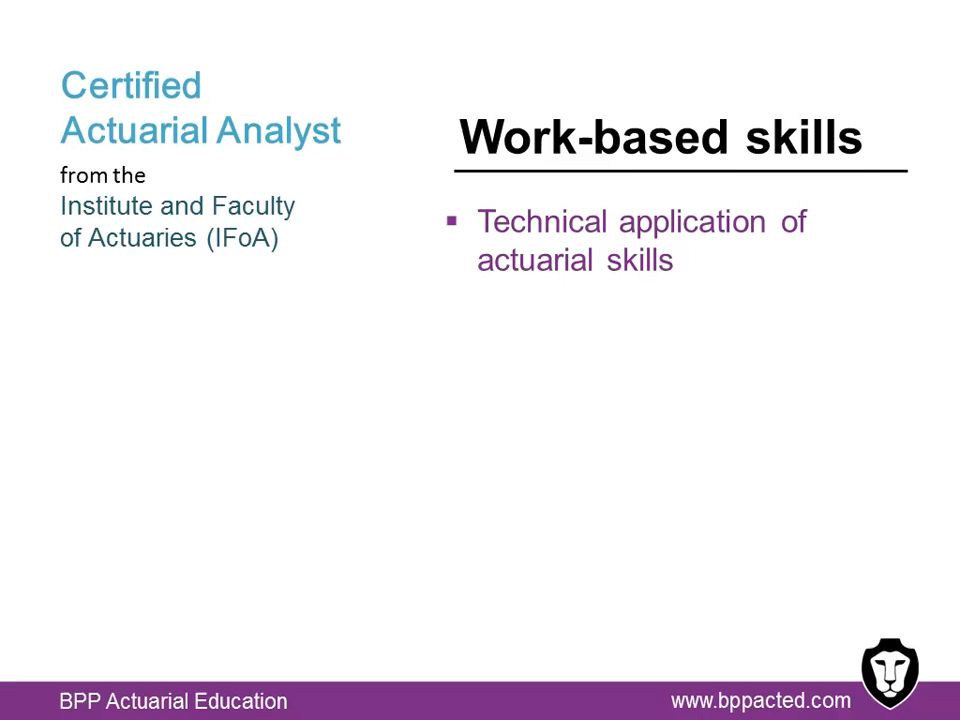 Certified
Actuarial Analyst
from the
Institute and Faculty
of Actuaries (IFoA)
Work-based skills
▪ Technical application of
actuarial skills
BPP Actuarial Education
www.bppacted.com